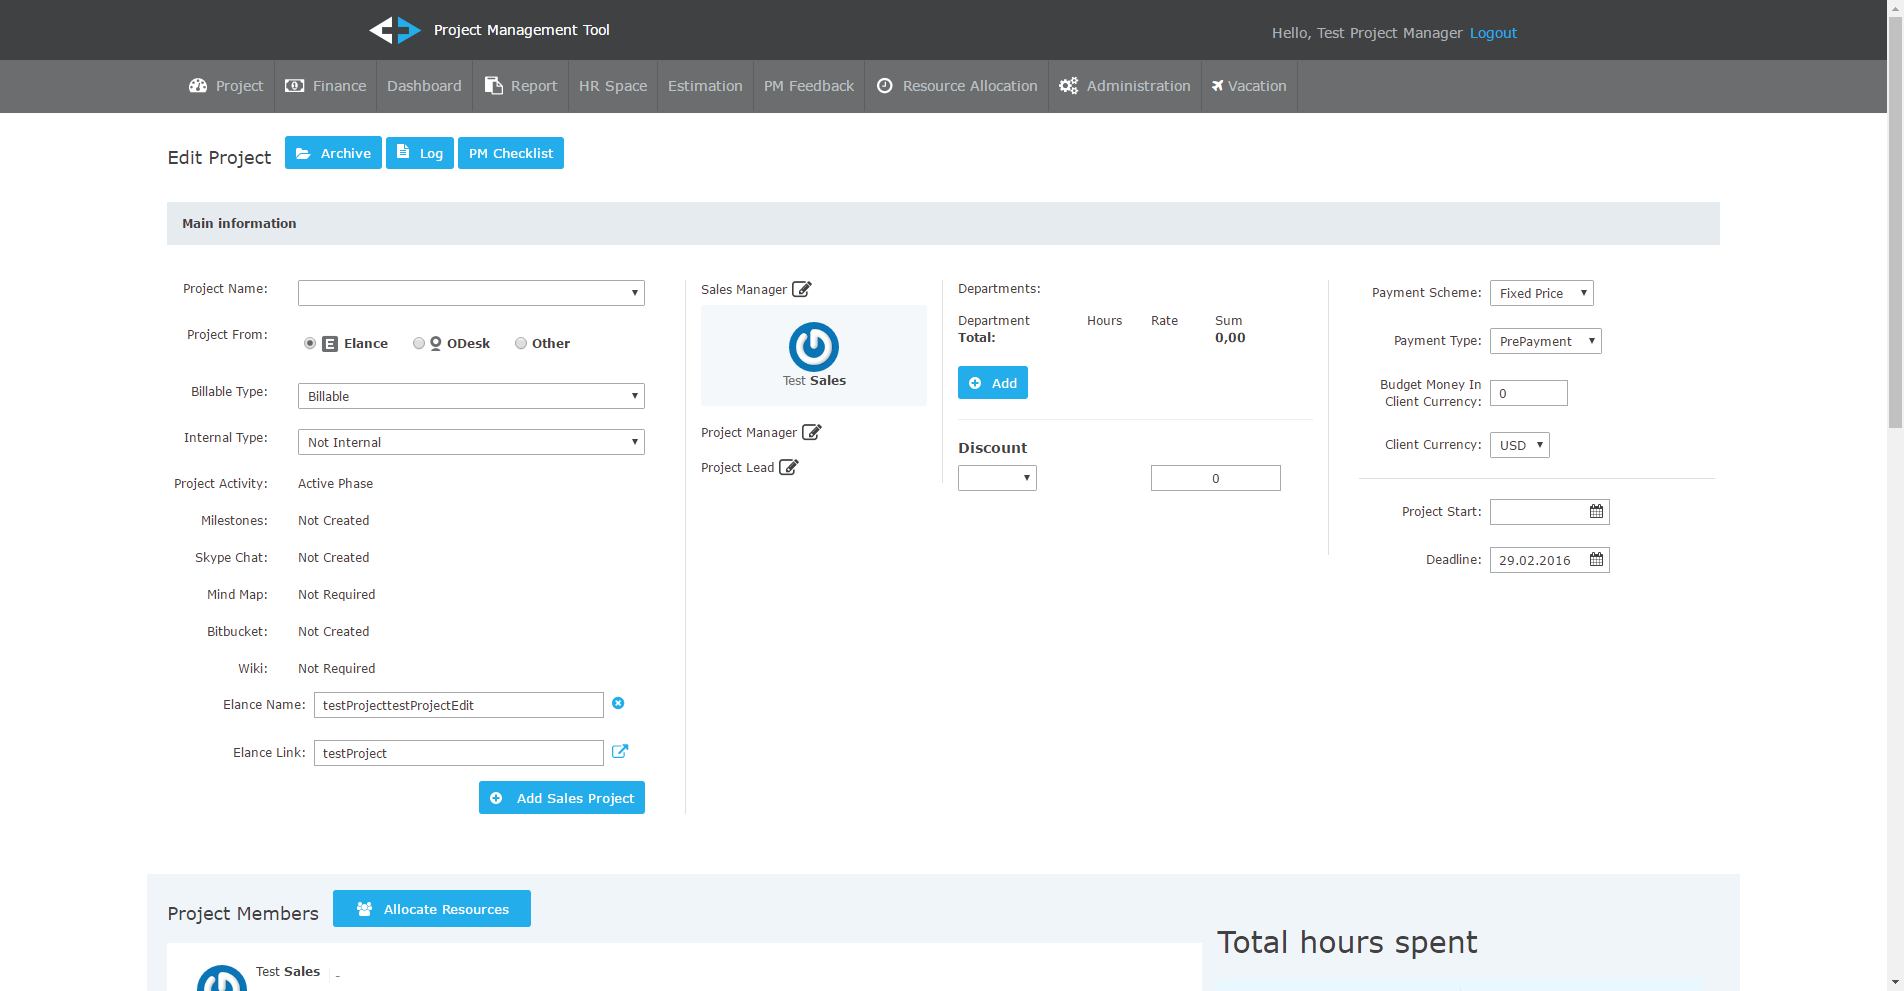 Project Management Tool
Hello, Test Project Manager Logout
Project Finance Dashboard Report HR Space Estimation PM Feedback Resource Allocation Administration Vacation
Edit Project Archive Log PM Checklist
Main information
Project Name:
Project From: E Elance ODesk Other
Billable Type: Billable
Internal Type: Not Internal
Project Activity: Active Phase
Milestones: Not Created
Skype Chat: Not Created
Mind Map: Not Required
Bitbucket: Not Created
Wiki: Not Required
Elance Name: testProjecttestProjectEdit
Elance Link: testProject
Add Sales Project
Sales Manager
Test Sales
Project Manager
Project Lead
Departments:
Department Hours Rate Sum
Total: 0,00
Add
Discount
0
Payment Scheme: Fixed Price
Payment Type: PrePayment
Budget Money In
Client Currency: 0
Client Currency: USD
Project Start:
Deadline: 29.02.2016
Project Members Allocate Resources
Test Sales -
Total hours spent